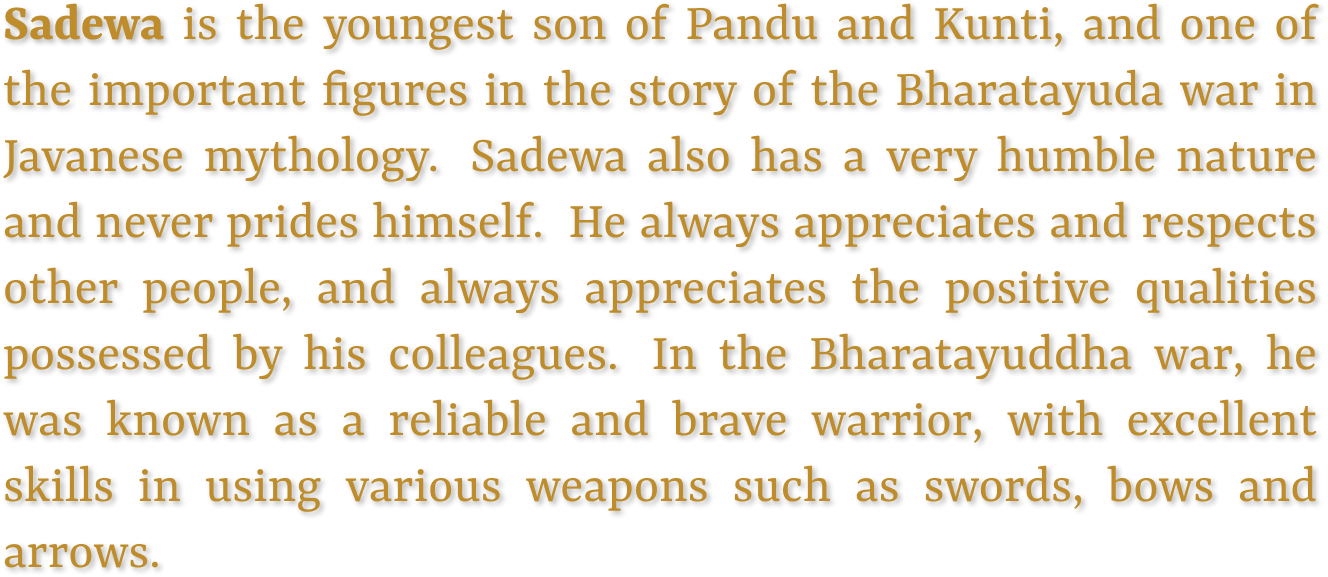 Sadewa is the youngest son of Pandu and Kunti, and one of
the important figures in the story of the Bharatayuda war in
Javanese mythology. Sadewa also has a very humble nature
and never prides himself. He always appreciates and respects
other people, and always appreciates the positive qualities
possessed by his colleagues. In the Bharatayuddha war, he
was known as a reliable and brave warrior, with excellent
skills in using various weapons such as swords, bows and
arrows.